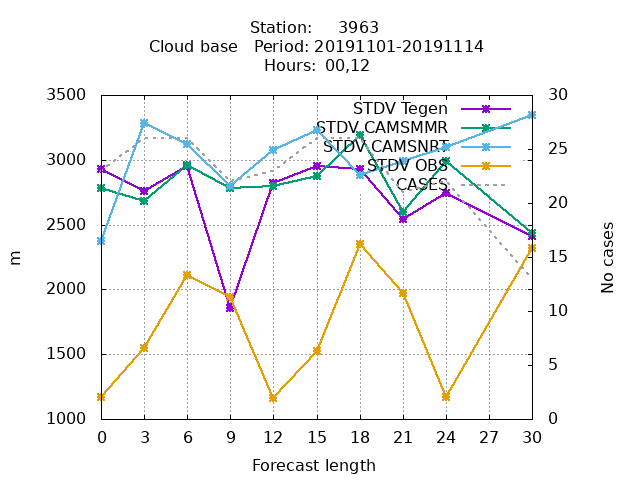 Station: 3963
Cloud base Period: 20191101-20191114
Hours: 00,12
3500 30
STDV Tegen
STDV CAMSMMR
STDV CAMSNRT
STDV OBS
CASES
3000 25
2500 20
2000 15
1500 10
1000 5
0
m
No cases
0 3 6 9 12 15 18 21 24 27 30
Forecast length